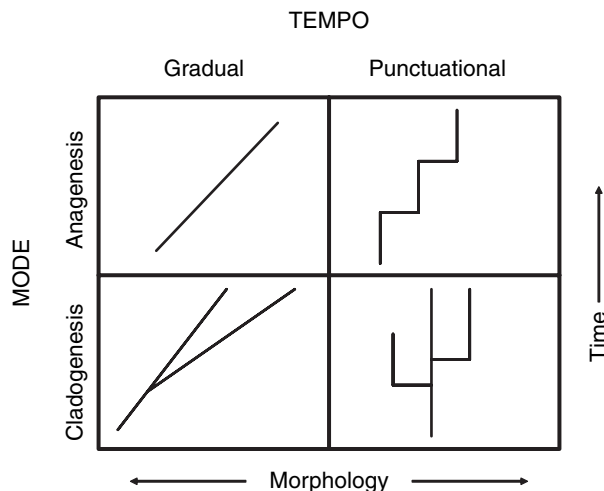 TEMPO
Gradual
Punctuational
MODE
Anagenesis
Cladogenesis
Time
Morphology